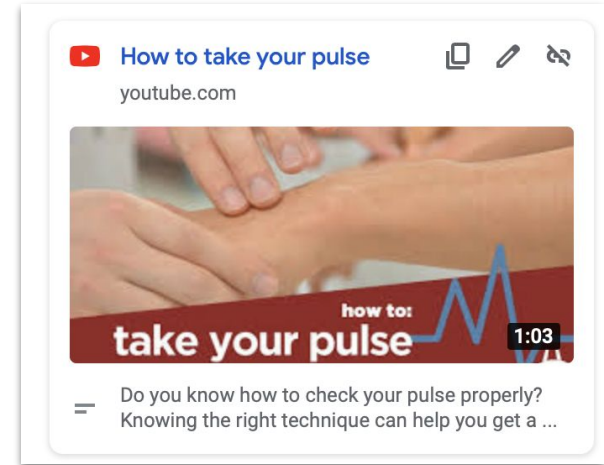 How to take your pulse
youtube.com
how to:
take your pulse
1:03
Do you know how to check your pulse properly?
Knowing the right technique can help you get a ...